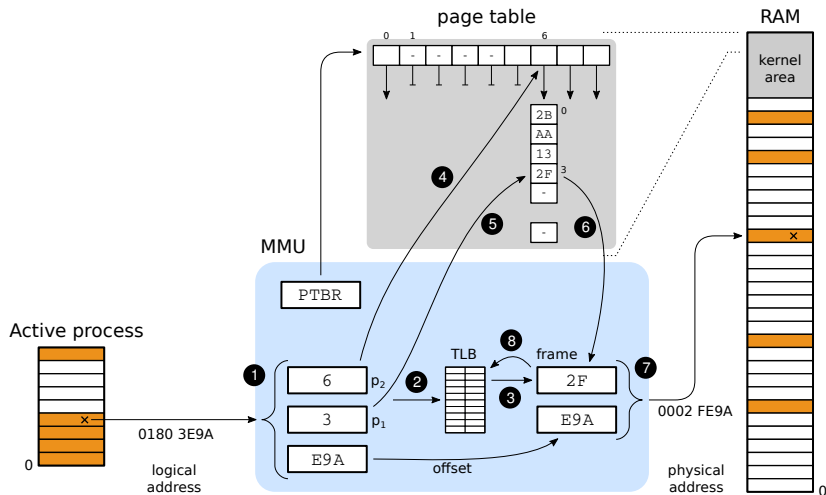 page table
RAM
0 1 6
- - - -
kernel
area
2B 0
AA
13
4
2F 3
-
5 6
-
MMU
PTBR
Active process
TLB 8 frame
1 6 p2 2 3 2F 7
3 p1 E9A
0180 3E9A
0002 FE9A
E9A
offset
0
logical
address
physical
address
0